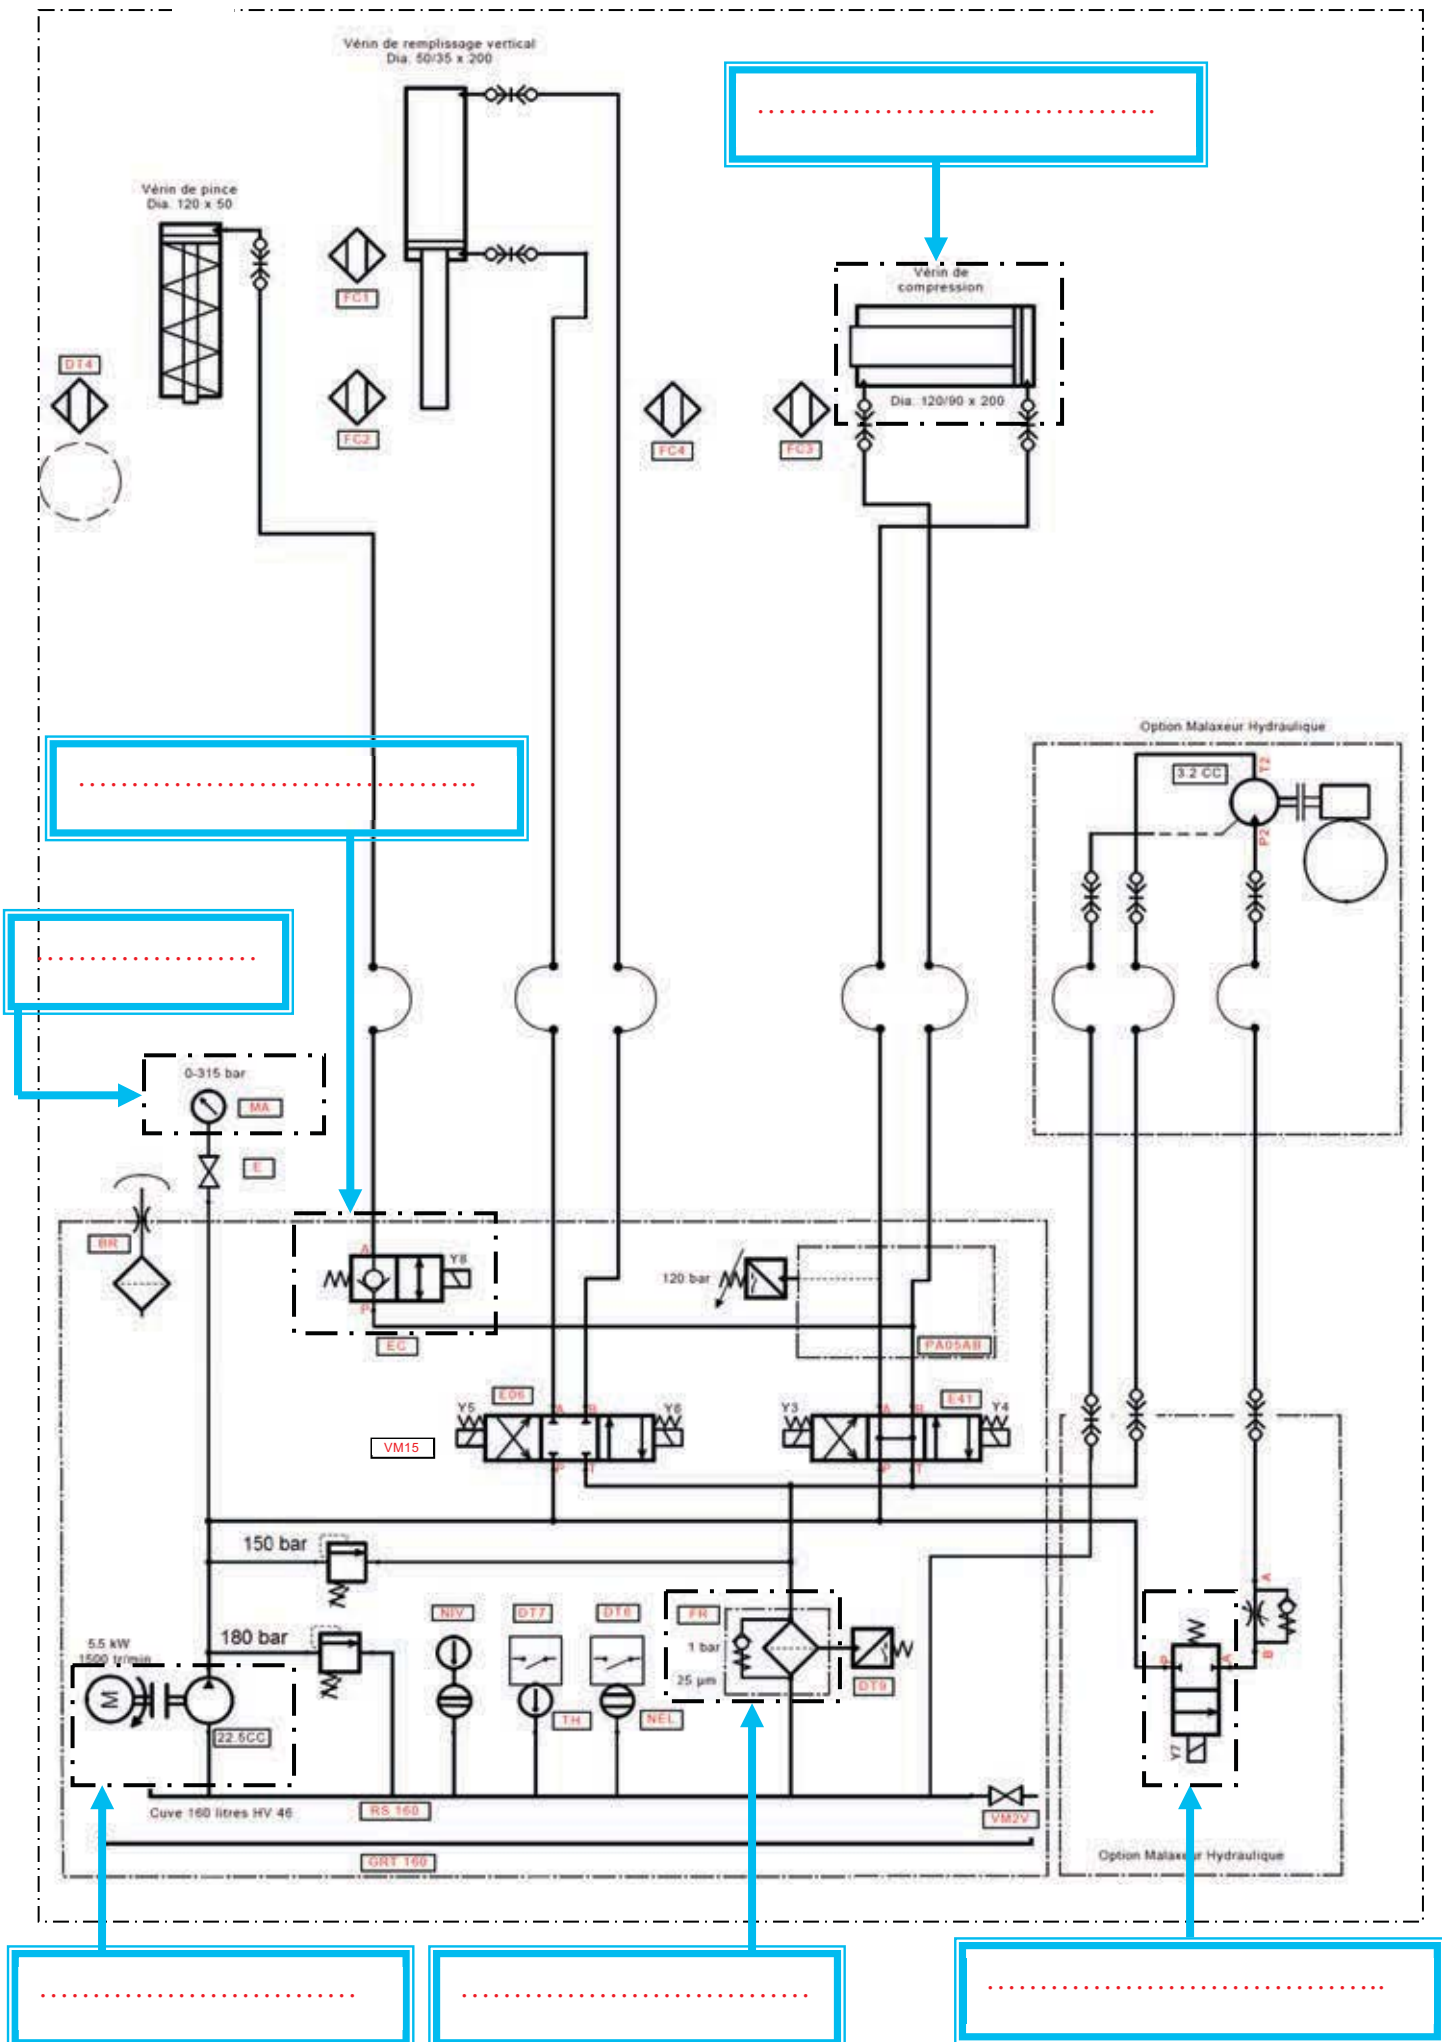 Vérin de remplissage vertical
Dia. 50/35 x 200
Vérin de pince
Dia. 120 x 50
FC1
DT4
FC2
FC4
FC3
Vérin de
compression
Dia. 120/90 x 200
Option Malaxeur Hydraulique
3.2 CC
T2
P2
0-315 bar
MA
E
BR
A
Y8
P
EC
120 bar
PA05AB
E06
E41
Y5
A
B
Y6
Y3
A
B
Y4
VM15
P
T
P
T
150 bar
180 bar
NIV
DT7
DT6
FR
1 bar
25 µm
DT9
TH
NEL
5.5 kW
1500 tr/min
M
22.5CC
A
B
P
A
Y7
Cuve 160 litres HV 46
RS 160
VM2V
GRT 160
Option Malaxeur Hydraulique